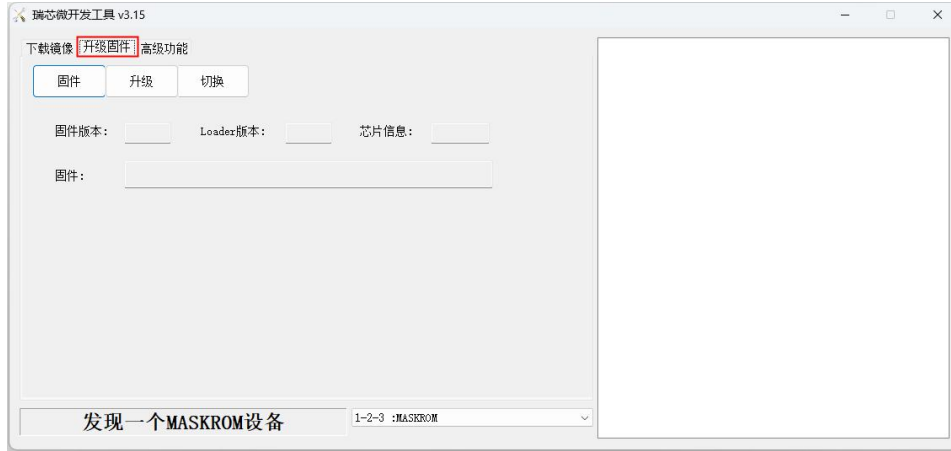 瑞芯微开发工具 v3.15
下载镜像 升级固件 高级功能
固件 升级 切换
固件版本: Loader版本: 芯片信息:
固件:
发现一个MASKROM设备 1-2-3 :MASKROM